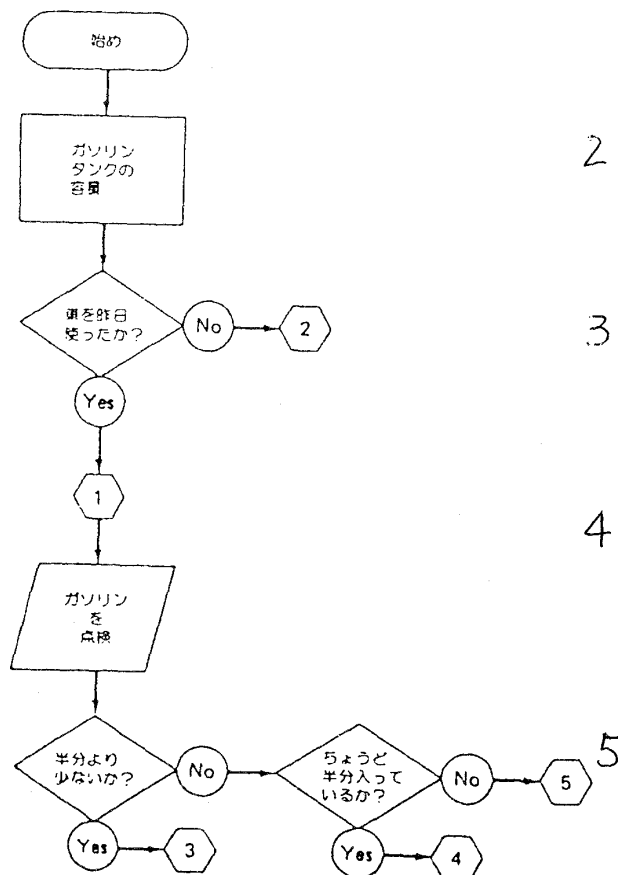 始め
ガソリン
タンクの
容量
2
車を昨日
使ったか?
No
2
3
Yes
1
4
ガソリン
を
点検
半分より
少ないか?
No
ちょうど
半分入って
いるか?
No
5
5
Yes
3
Yes
4